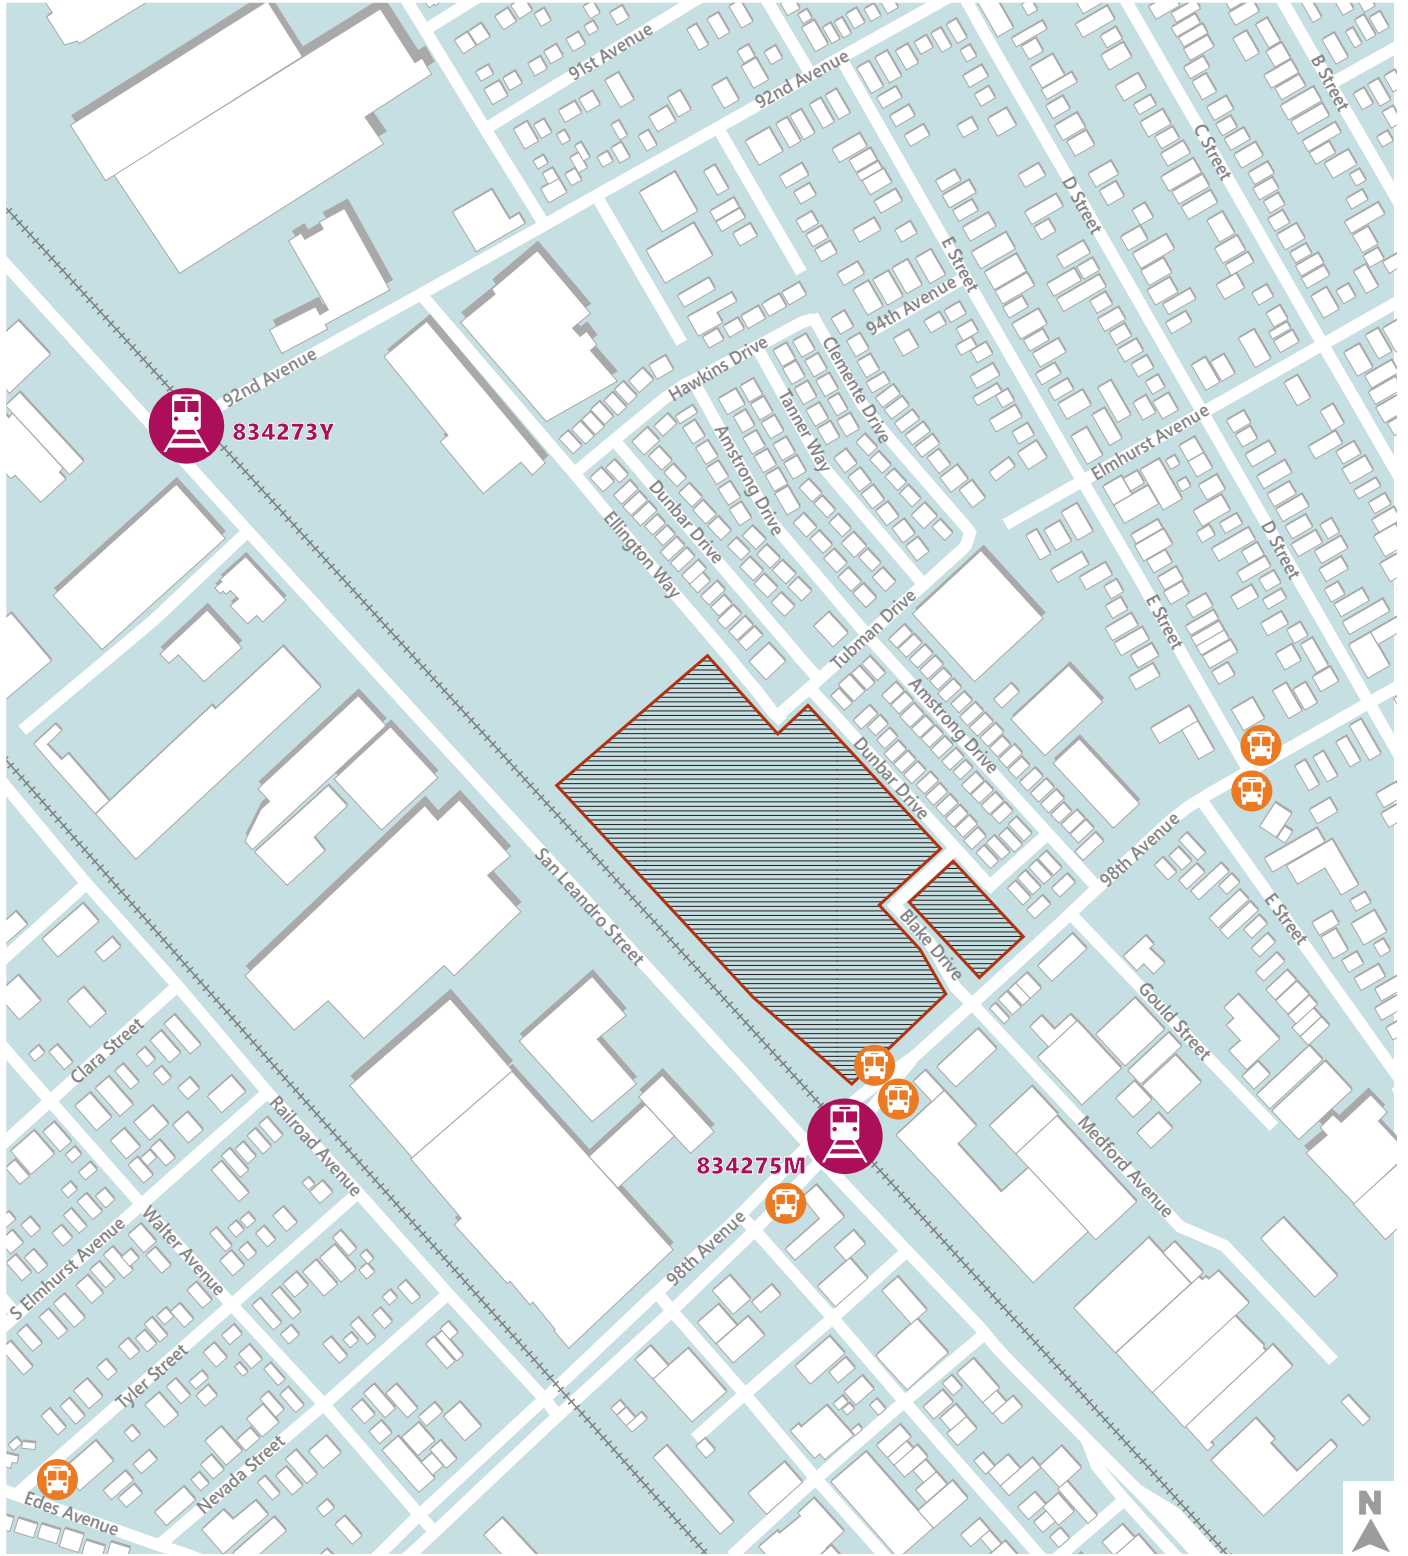 91st Avenue
92nd Avenue
B Street
C Street
D Street
E Street
94th Avenue
92nd Avenue
Hawkins Drive
Clemente Drive
Tanner Way
834273Y
Amstrong Drive
Elmhurst Avenue
Dunbar Drive
Ellington Way
D Street
E Street
Tubman Drive
Amstrong Drive
Dunbar Drive
98th Avenue
San Leandro Street
E Street
Blake Drive
Gould Street
Clara Street
Railroad Avenue
Medford Avenue
834275M
Walter Avenue
S Elmhurst Avenue
98th Avenue
Tyler Street
Nevada Street
Edes Avenue
N